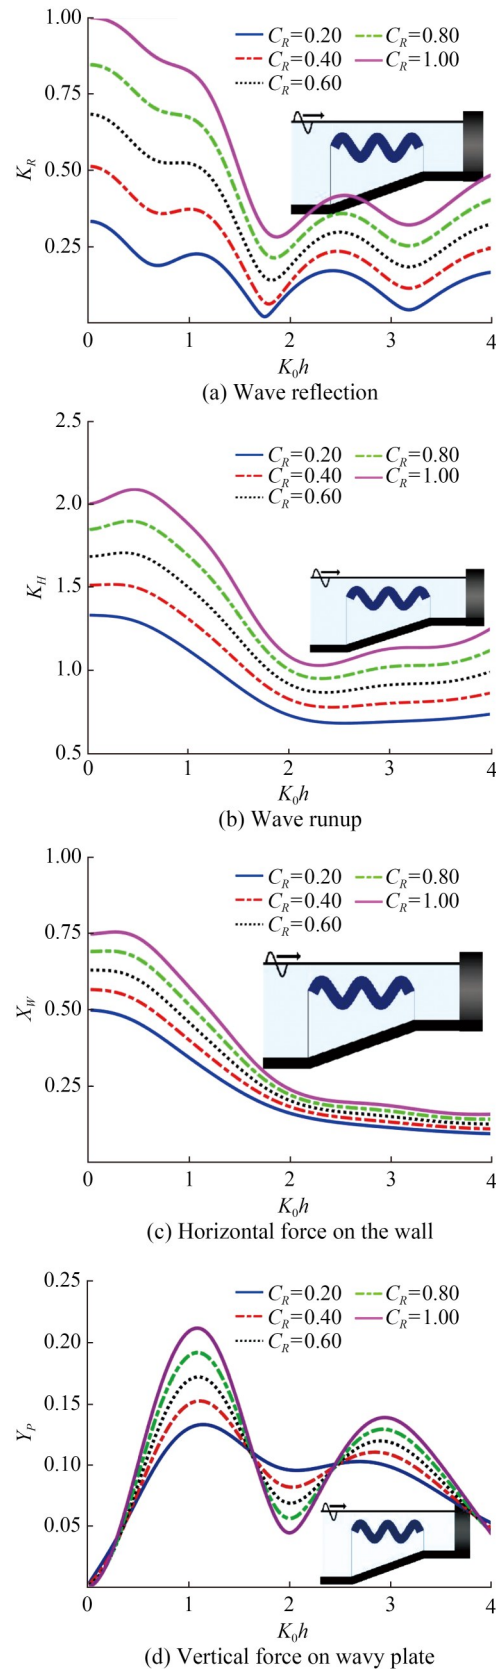 1.00
0.75
0.50
0.25
K_R
C_R=0.20 C_R=0.80
C_R=0.40 C_R=1.00
C_R=0.60
0 1 2 3 4
K_0h
(a) Wave reflection
2.5
2.0
1.5
1.0
0.5
K_H
C_R=0.20 C_R=0.80
C_R=0.40 C_R=1.00
C_R=0.60
0 1 2 3 4
K_0h
(b) Wave runup
1.00
0.75
0.50
0.25
X_W
C_R=0.20 C_R=0.80
C_R=0.40 C_R=1.00
C_R=0.60
0 1 2 3 4
K_0h
(c) Horizontal force on the wall
0.25
0.20
0.15
0.10
0.05
Y_P
C_R=0.20 C_R=0.80
C_R=0.40 C_R=1.00
C_R=0.60
0 1 2 3 4
K_0h
(d) Vertical force on wavy plate